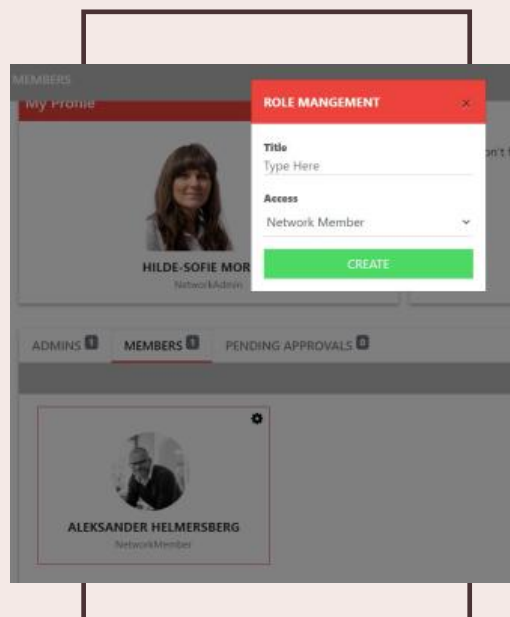 MEMBERS
My Profile
ROLE MANGEMENT ×
Title
Type Here
Access
Network Member
CREATE
HILDE-SOFIE MOR
NetworkAdmin
ADMINS 1 MEMBERS 1 PENDING APPROVALS 0
ALEKSANDER HELMERSBERG
NetworkMember